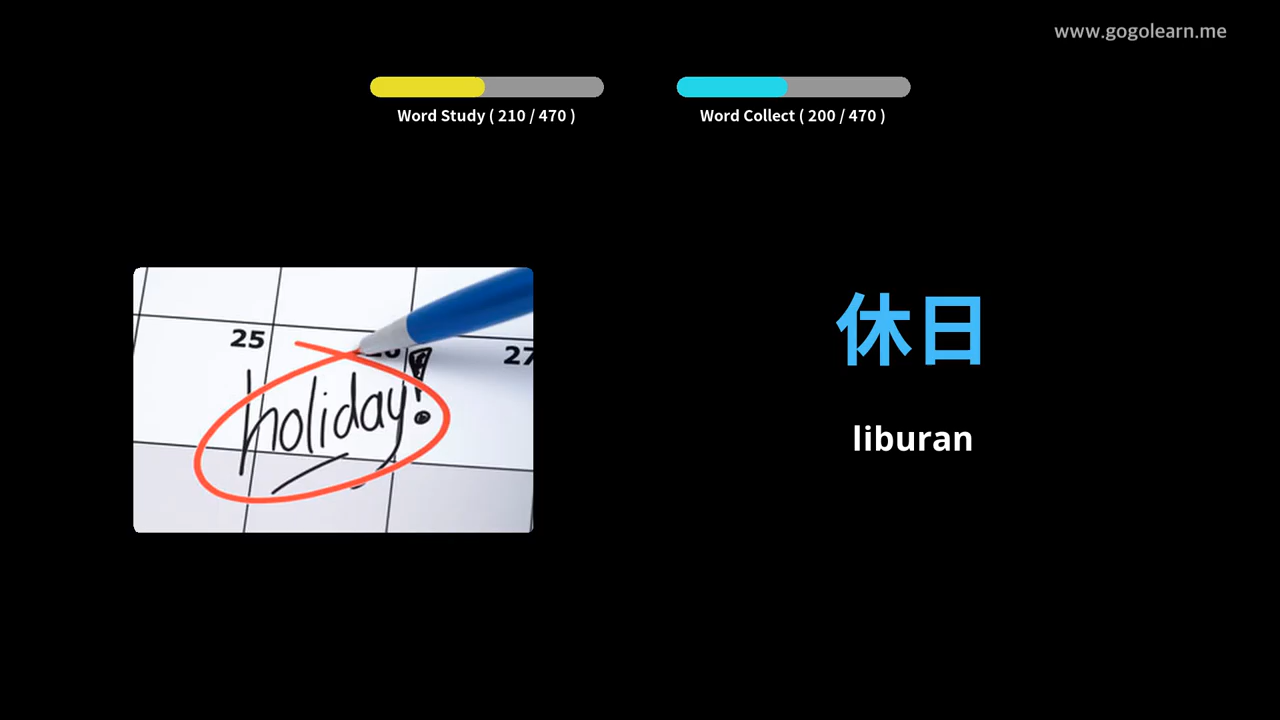 www.gogolearn.me
Word Study ( 210 / 470 )
Word Collect ( 200 / 470 )
25
27
holiday!
休日
liburan